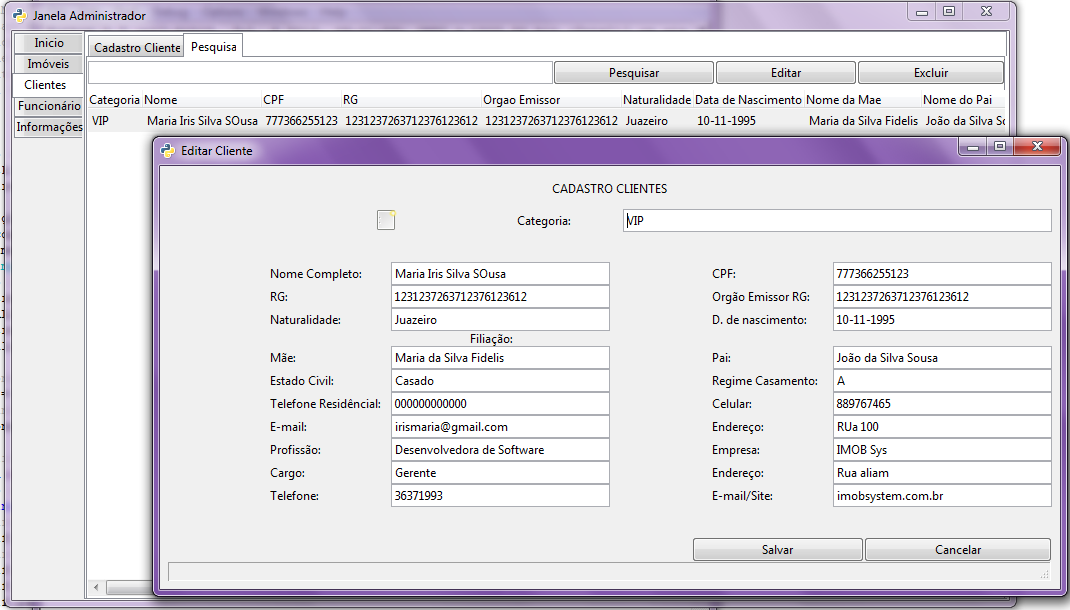 Janela Administrador
Inicio
Imóveis
Clientes
Funcionário
Informações
Cadastro Cliente Pesquisa
Pesquisar Editar Excluir
Categoria Nome CPF RG Orgao Emissor Naturalidade Data de Nascimento Nome da Mae Nome do Pai
VIP Maria Iris Silva SOusa 777366255123 1231237263712376123612 1231237263712376123612 Juazeiro 10-11-1995 Maria da Silva Fidelis João da Silva Sc
Editar Cliente
CADASTRO CLIENTES
Categoria: VIP
Nome Completo: Maria Iris Silva SOusa CPF: 777366255123
RG: 1231237263712376123612 Orgão Emissor RG: 1231237263712376123612
Naturalidade: Juazeiro D. de nascimento: 10-11-1995
Filiação:
Mãe: Maria da Silva Fidelis Pai: João da Silva Sousa
Estado Civil: Casado Regime Casamento: A
Telefone Residêncial: 000000000000 Celular: 889767465
E-mail: irismaria@gmail.com Endereço: RUa 100
Profissão: Desenvolvedora de Software Empresa: IMOB Sys
Cargo: Gerente Endereço: Rua aliam
Telefone: 36371993 E-mail/Site: imobsystem.com.br
Salvar Cancelar